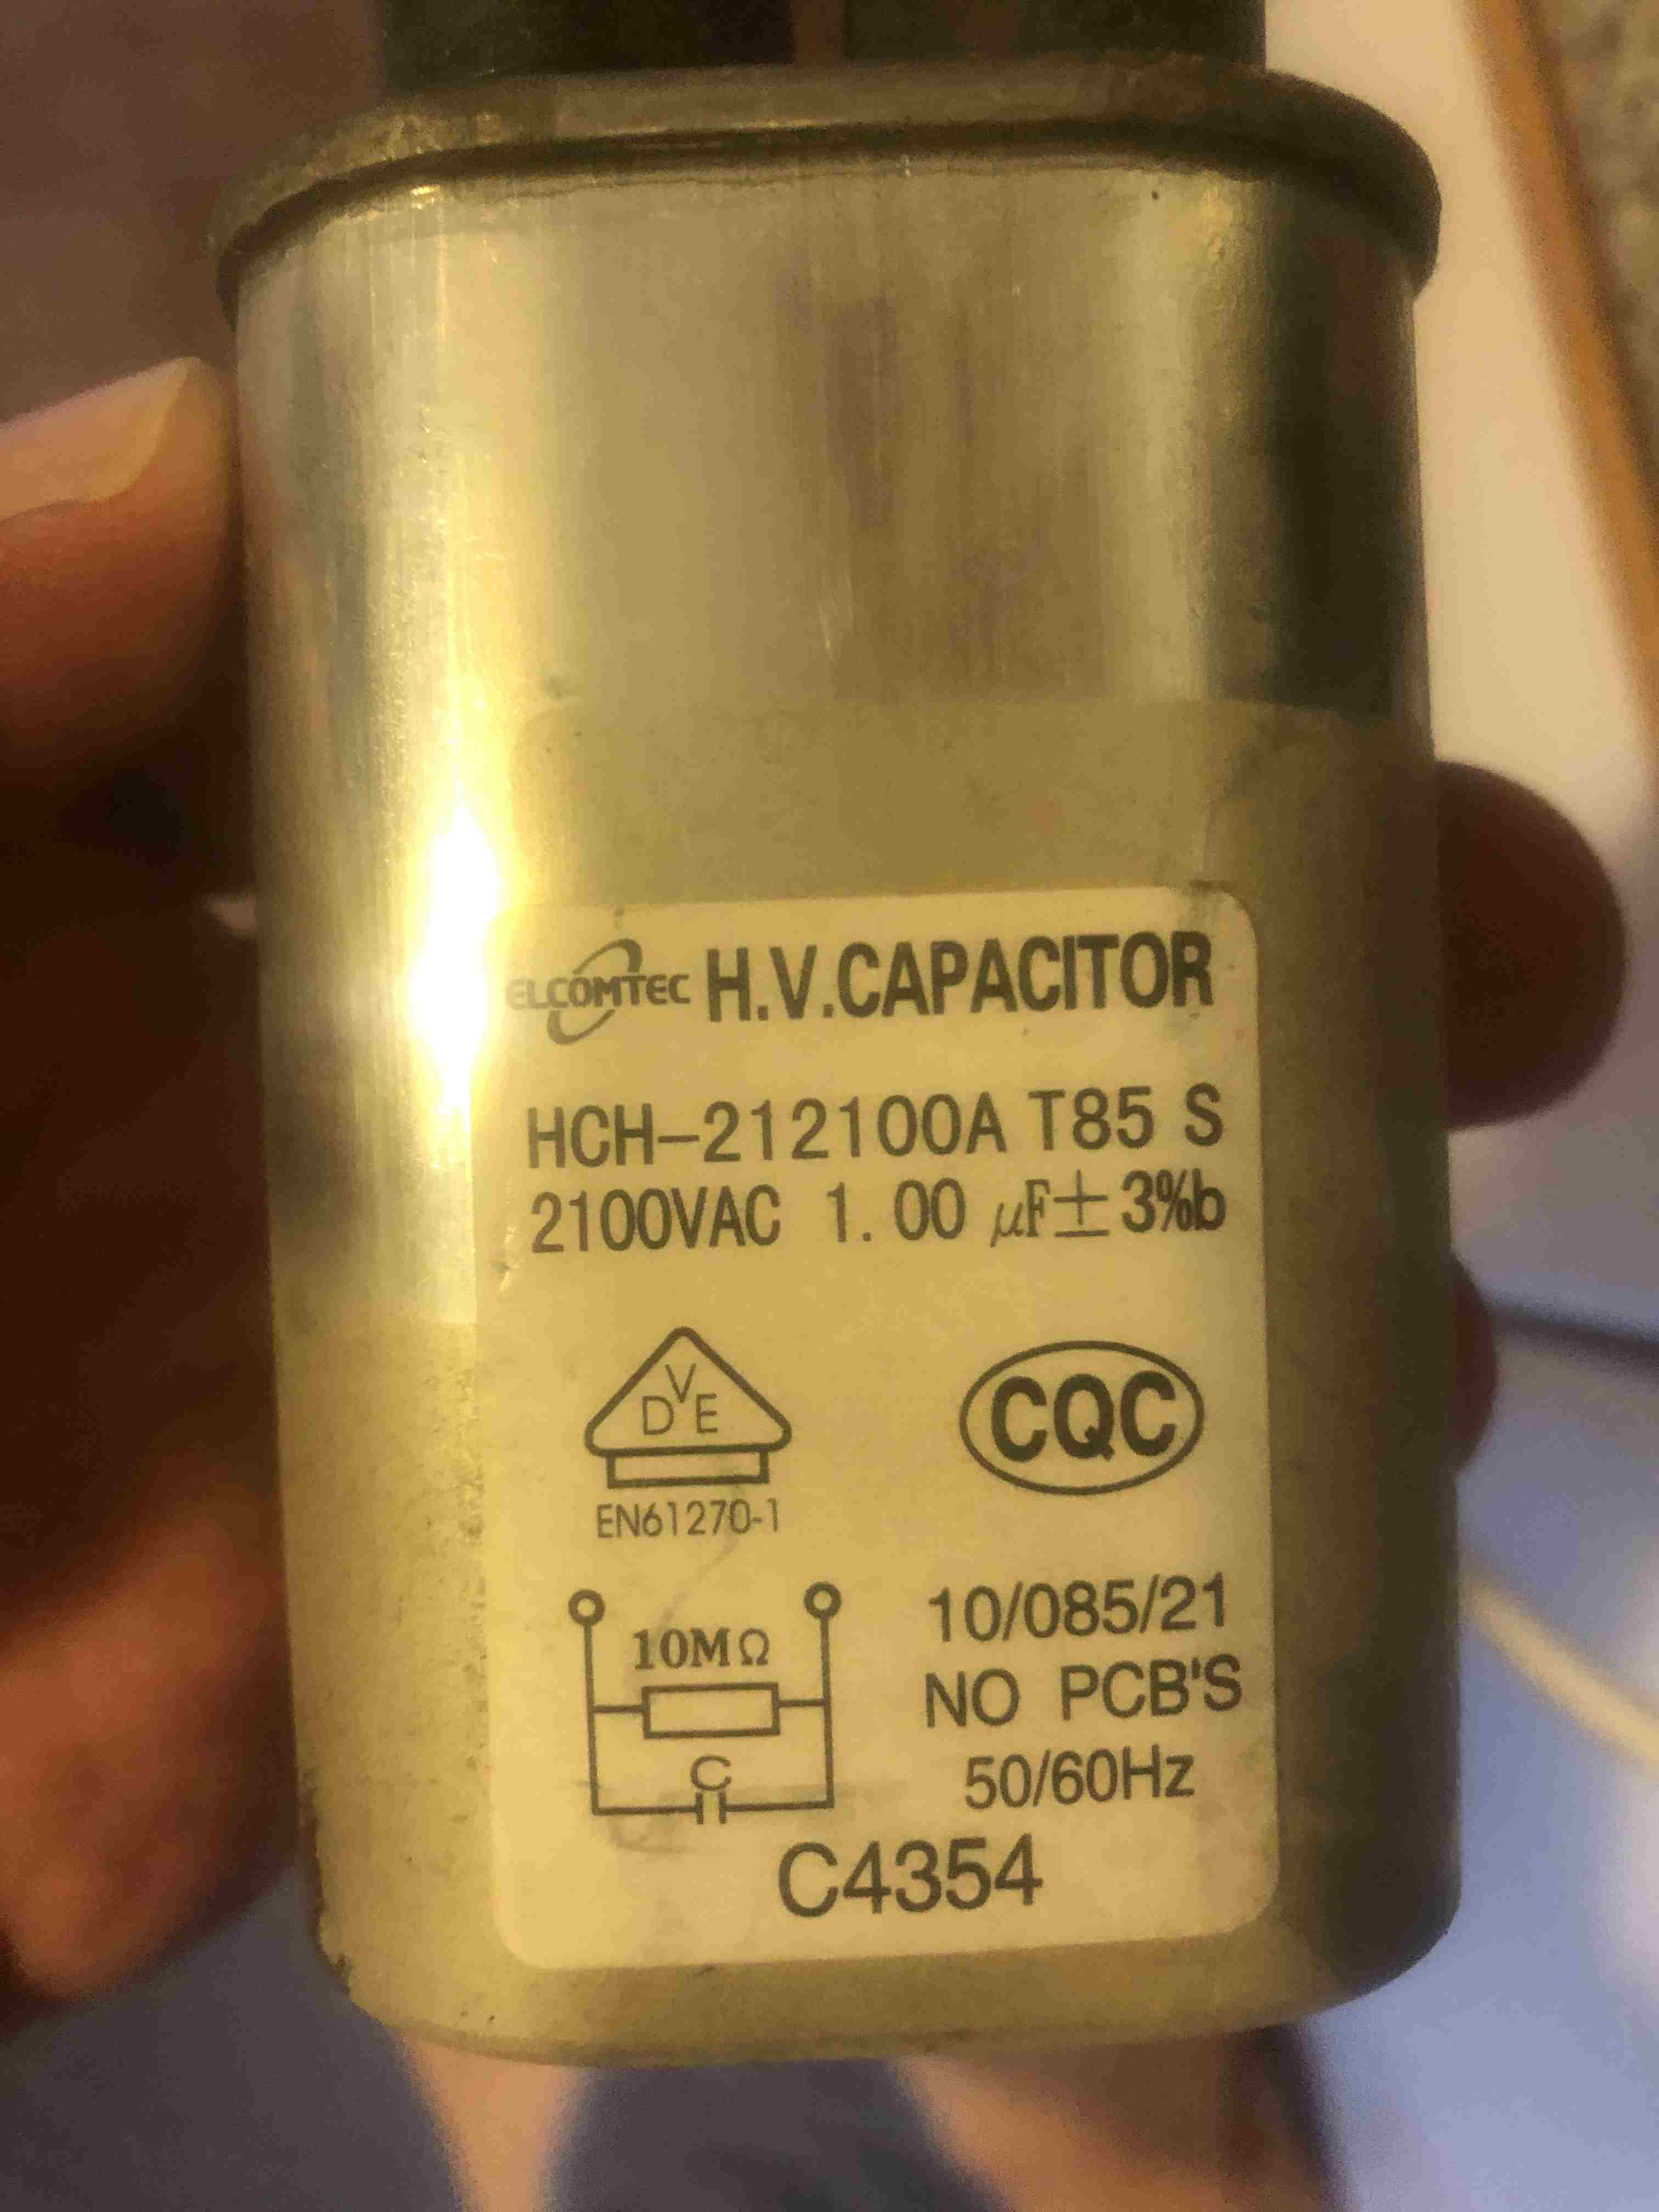 ELCOMTEC H.V.CAPACITOR
HCH-212100A T85 S
2100VAC 1.00 μF±3%b
VDE
CQC
EN61270-1
10MΩ
10/085/21
NO PCB'S
C
50/60Hz
C4354